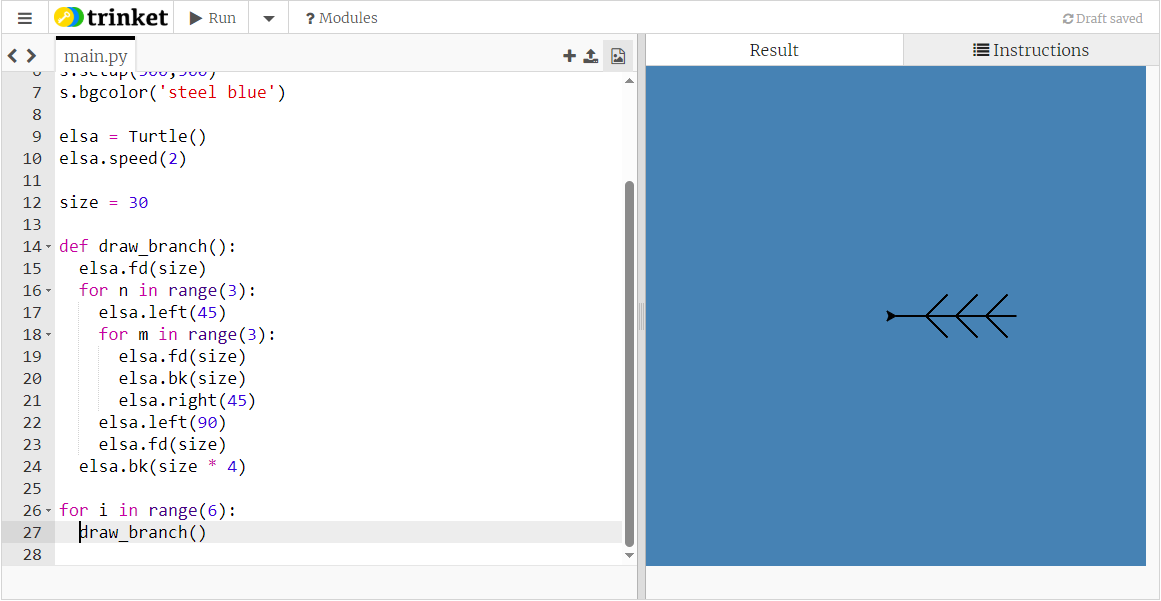 trinket Run ? Modules Draft saved
main.py Result Instructions
6 s.setup(500,500)
7 s.bgcolor('steel blue')
8
9 elsa = Turtle()
10 elsa.speed(2)
11
12 size = 30
13
14 def draw_branch():
15 elsa.fd(size)
16 for n in range(3):
17 elsa.left(45)
18 for m in range(3):
19 elsa.fd(size)
20 elsa.bk(size)
21 elsa.right(45)
22 elsa.left(90)
23 elsa.fd(size)
24 elsa.bk(size * 4)
25
26 for i in range(6):
27 draw_branch()
28